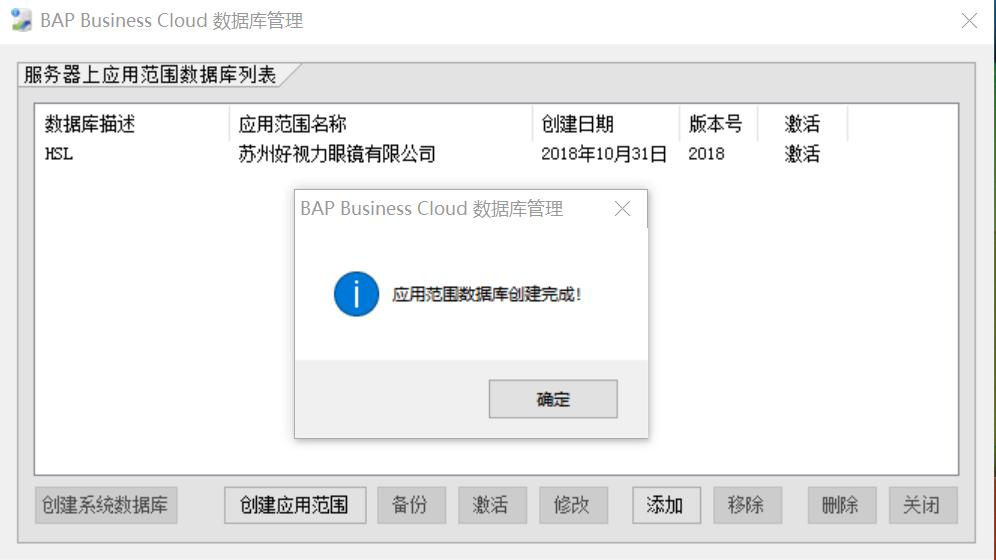 BAP Business Cloud 数据库管理
服务器上应用范围数据库列表
数据库描述 应用范围名称 创建日期 版本号 激活
HSL 苏州好视力眼镜有限公司 2018年10月31日 2018 激活
BAP Business Cloud 数据库管理
应用范围数据库创建完成!
确定
创建系统数据库 创建应用范围 备份 激活 修改 添加 移除 删除 关闭